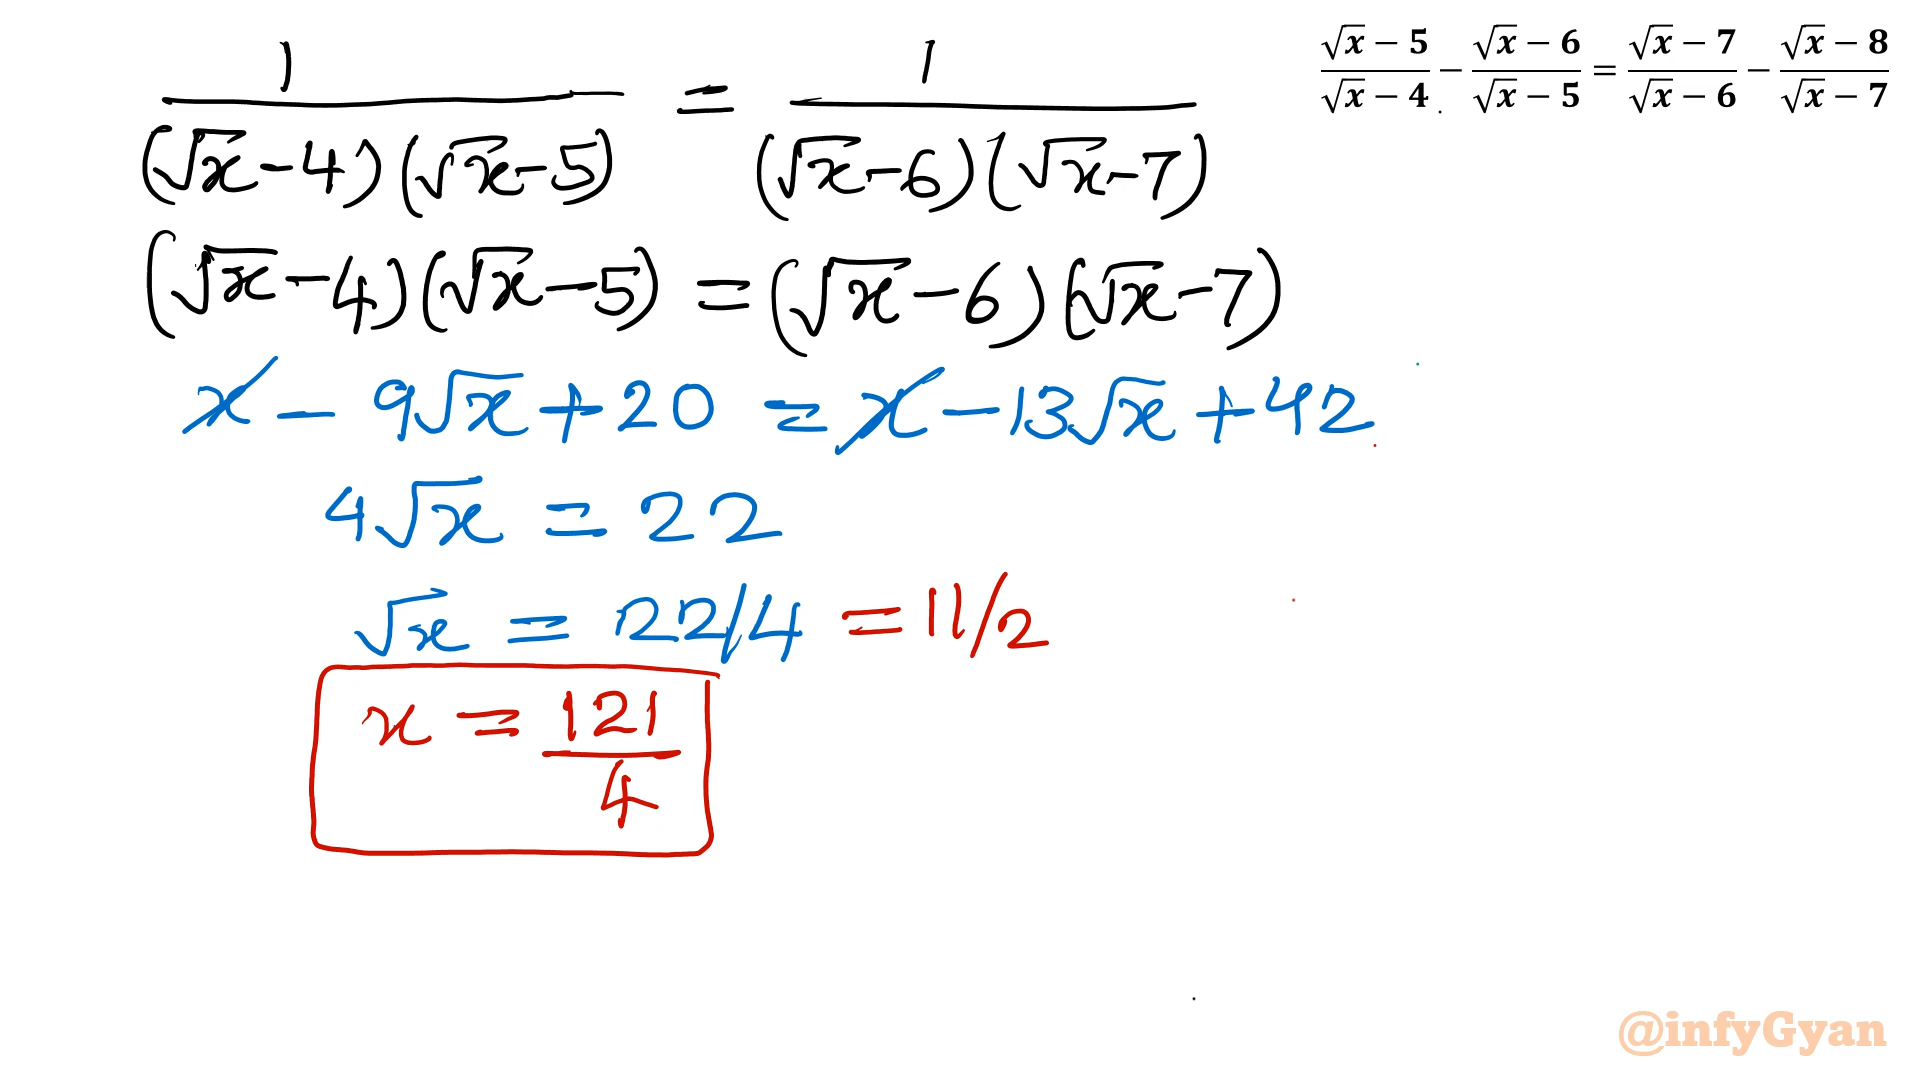 (√x − 5)/(√x − 4) − (√x − 6)/(√x − 5) = (√x − 7)/(√x − 6) − (√x − 8)/(√x − 7)
1/((√x − 4)(√x − 5)) = 1/((√x − 6)(√x − 7))
(√x − 4)(√x − 5) = (√x − 6)(√x − 7)
x − 9√x + 20 = x − 13√x + 42
4√x = 22
√x = 22/4 = 11/2
x = 121/4
@infyGyan